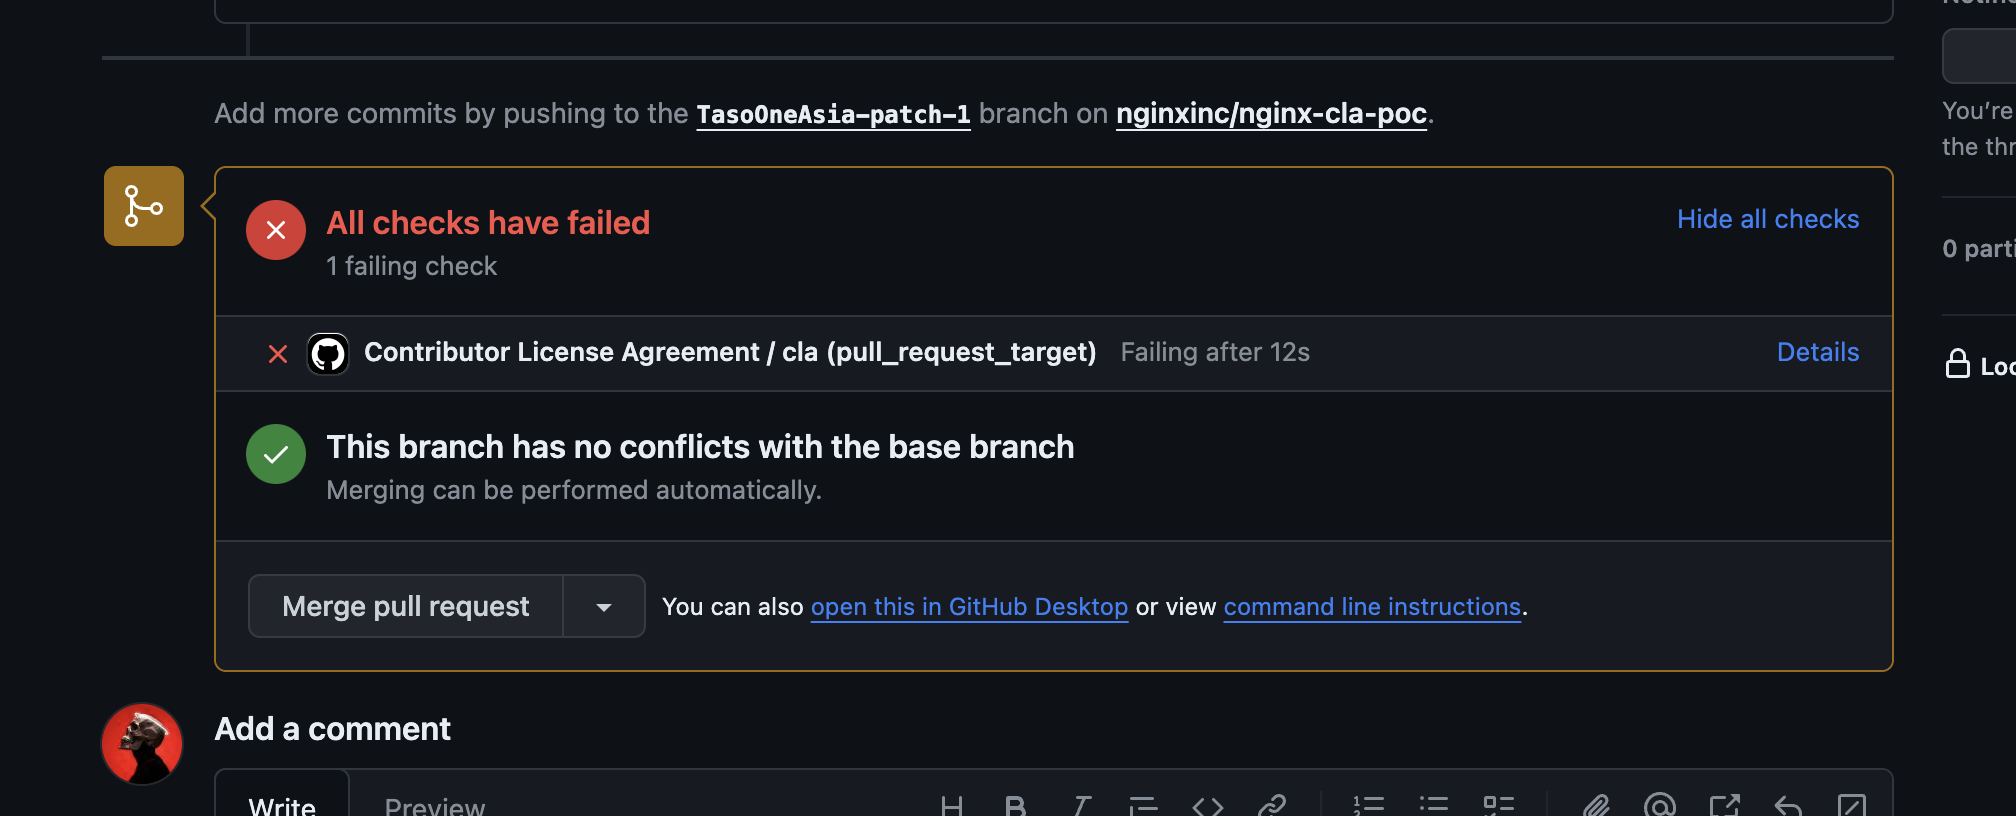 Add more commits by pushing to the TasoOneAsia-patch-1 branch on nginxinc/nginx-cla-poc.
You're
the thr
All checks have failed
Hide all checks
1 failing check
0 parti
Contributor License Agreement / cla (pull_request_target) Failing after 12s
Details
Loc
This branch has no conflicts with the base branch
Merging can be performed automatically.
Merge pull request
You can also open this in GitHub Desktop or view command line instructions.
Add a comment
Write
Preview